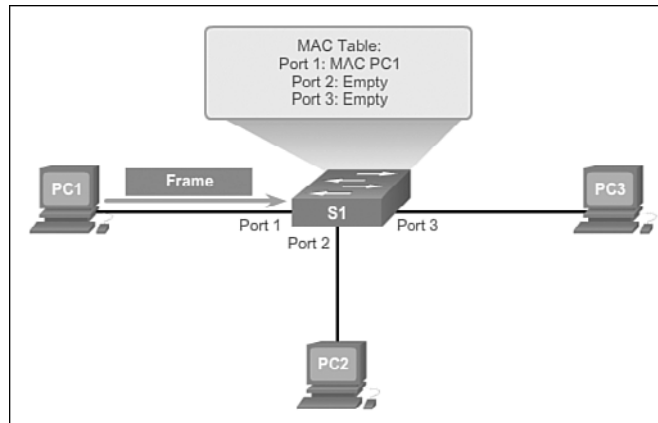 MAC Table:
Port 1: MΛC PC1
Port 2: Empty
Port 3: Empty
PC1
Frame
PC3
S1
Port 1
Port 3
Port 2
PC2